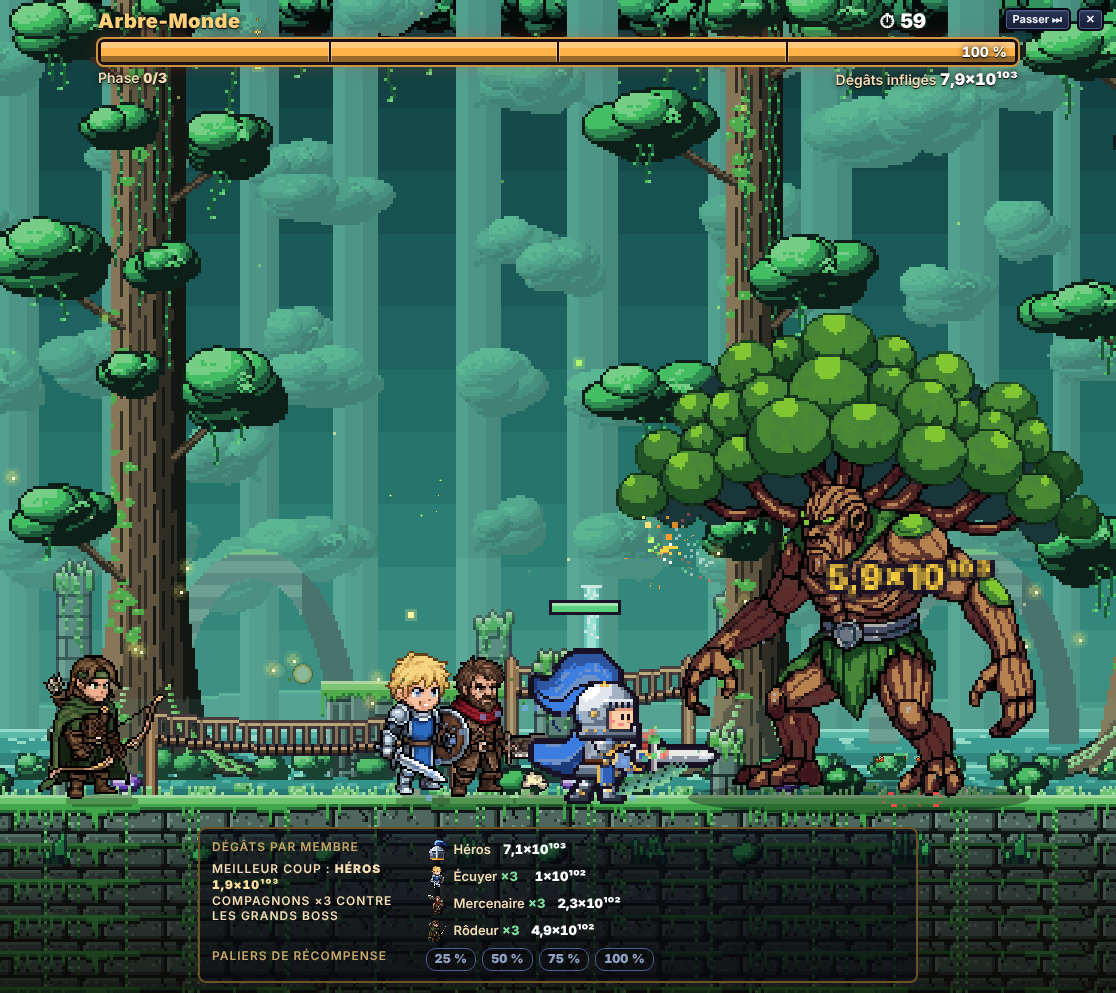 Arbre-Monde
⏱ 59
Passer ⏭ ✕
100 %
Phase 0/3
Dégâts infligés 7,9×10¹⁰³
5,9×10¹⁰³
DÉGÂTS PAR MEMBRE
MEILLEUR COUP : HÉROS
1,9×10¹⁰³
COMPAGNONS ×3 CONTRE
LES GRANDS BOSS
Héros 7,1×10¹⁰³
Écuyer ×3 1×10¹⁰²
Mercenaire ×3 2,3×10¹⁰²
Rôdeur ×3 4,9×10¹⁰²
PALIERS DE RÉCOMPENSE
25 % 50 % 75 % 100 %